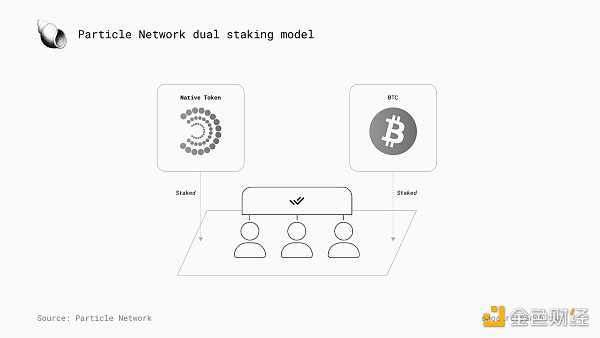 Particle Network dual staking model
Native Token
BTC
Staked
Staked
Source: Particle Network
金色财经